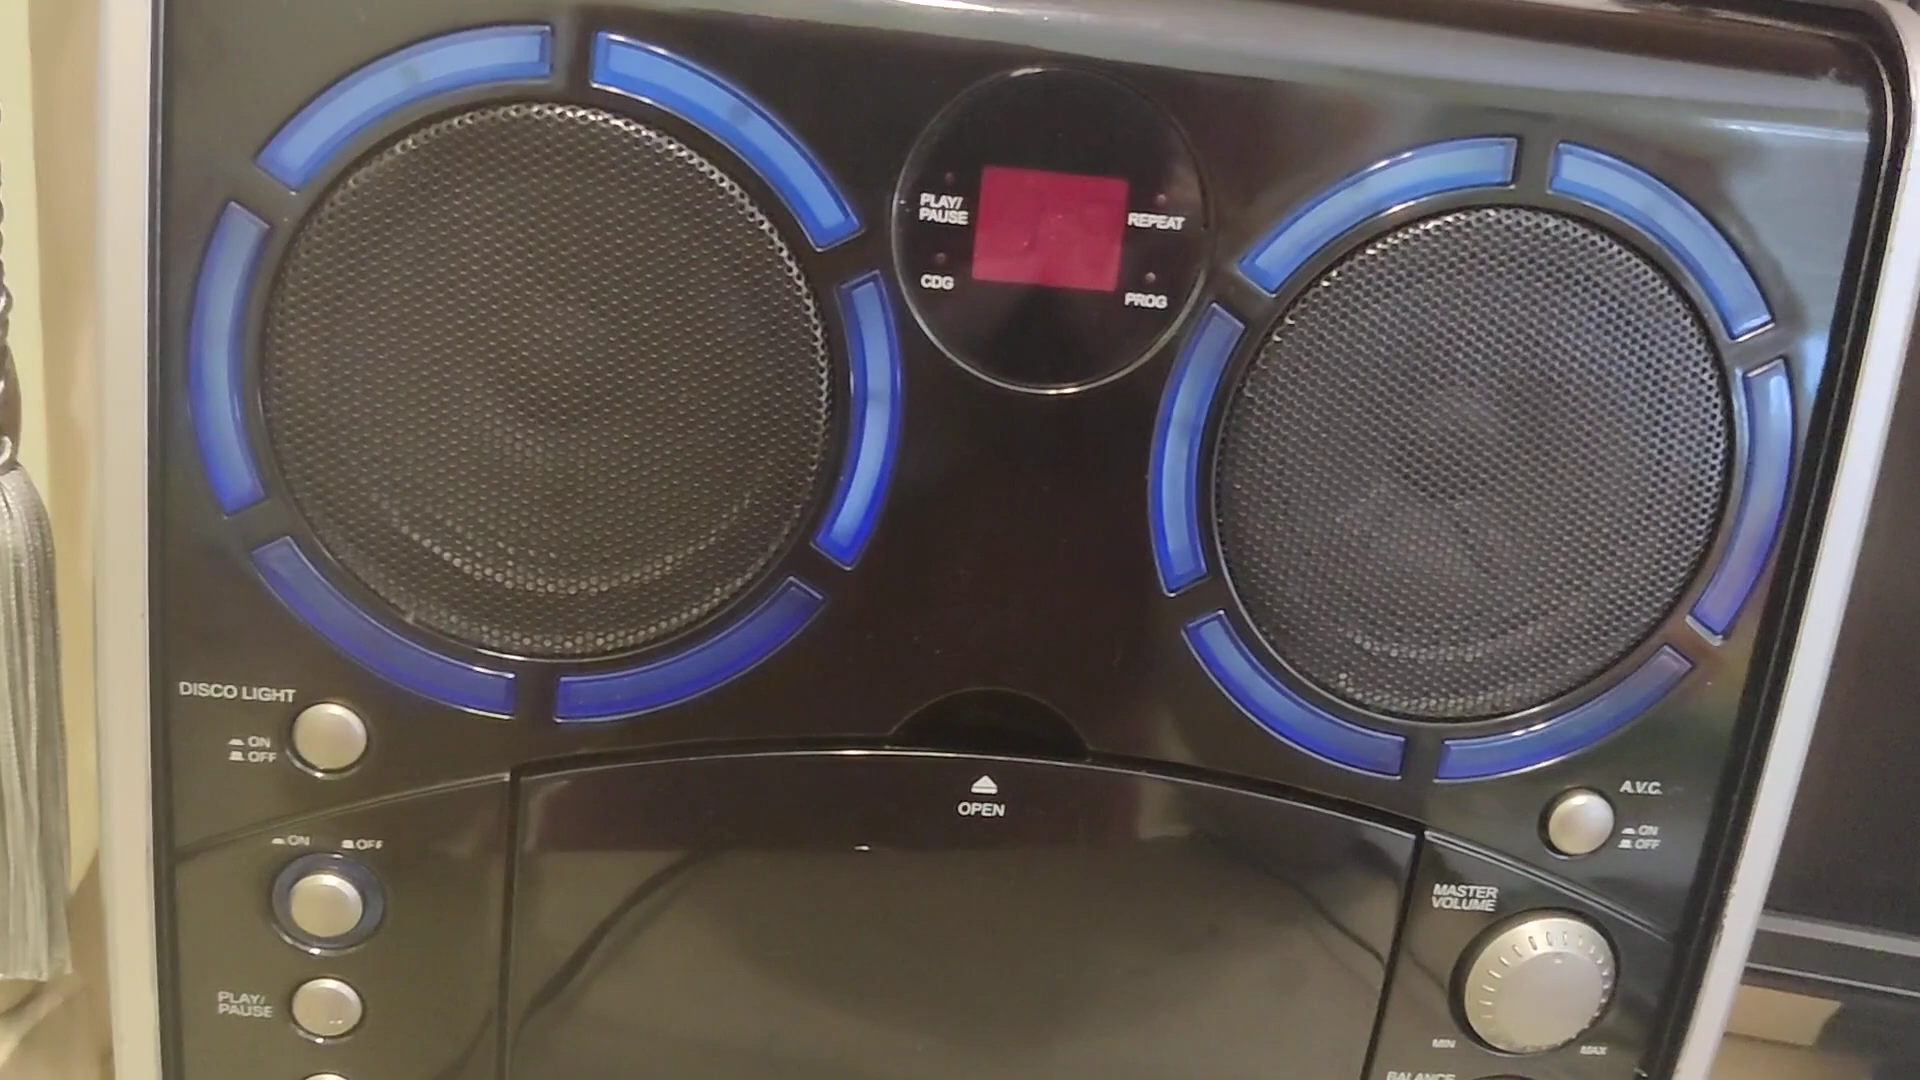 PLAY/
PAUSE
REPEAT
CDG
PROG
DISCO LIGHT
ON
OFF
OPEN
A.V.C.
ON
OFF
ON OFF
MASTER
VOLUME
PLAY/
PAUSE
MIN MAX
BALANCE